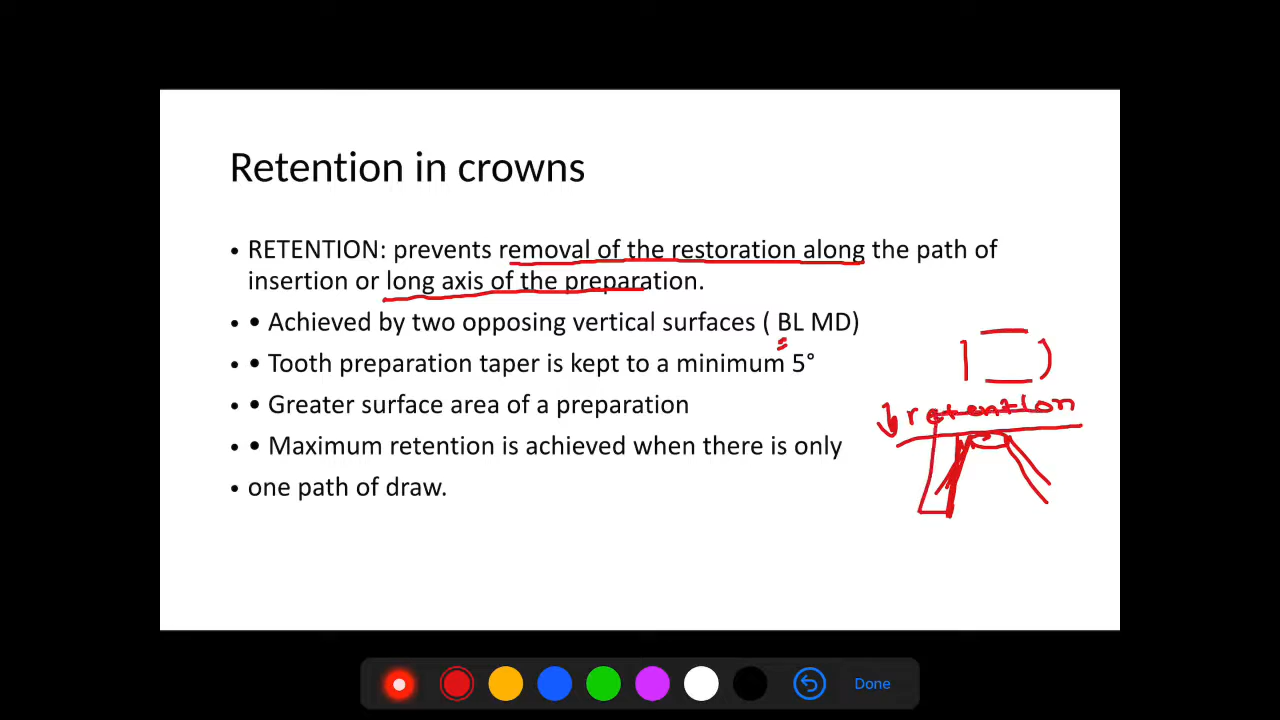 Retention in crowns
• RETENTION: prevents removal of the restoration along the path of
insertion or long axis of the preparation.
• • Achieved by two opposing vertical surfaces ( BL MD)
• • Tooth preparation taper is kept to a minimum 5°
• • Greater surface area of a preparation
• • Maximum retention is achieved when there is only
• one path of draw.
↓ retention
Done